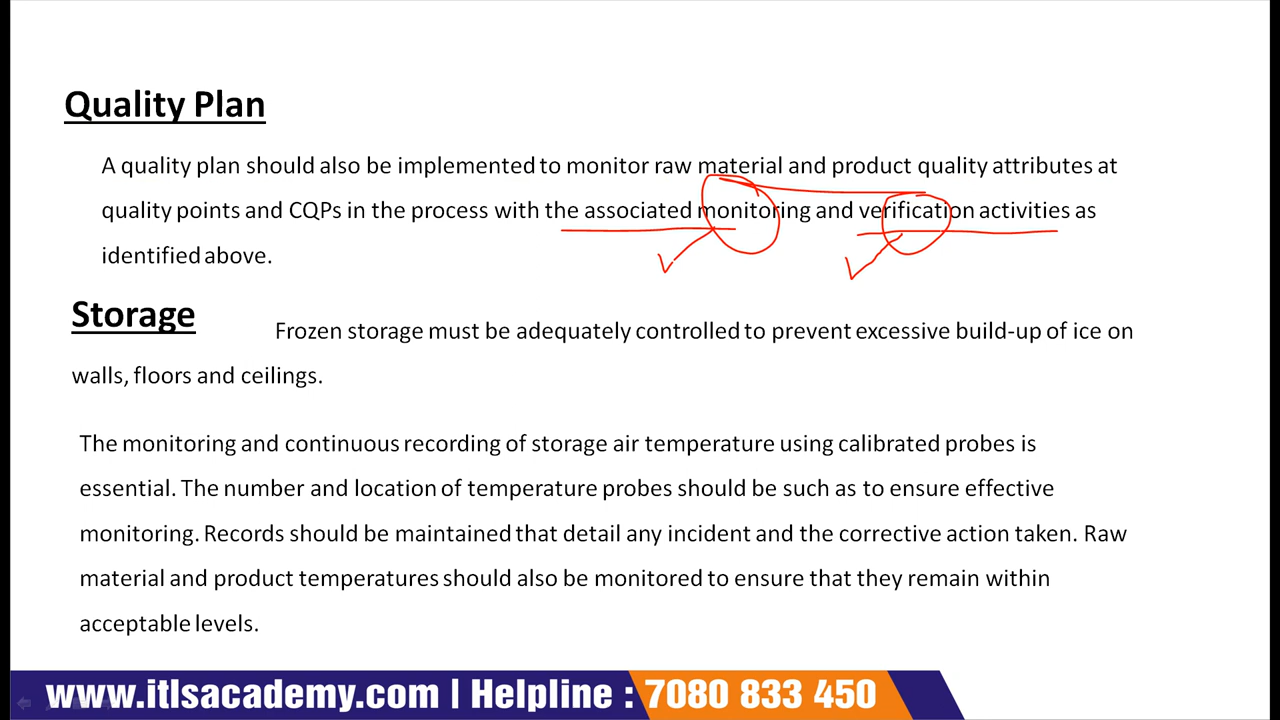 Quality Plan
A quality plan should also be implemented to monitor raw material and product quality attributes at
quality points and CQPs in the process with the associated monitoring and verification activities as
identified above.
Storage
Frozen storage must be adequately controlled to prevent excessive build-up of ice on
walls, floors and ceilings.
The monitoring and continuous recording of storage air temperature using calibrated probes is
essential. The number and location of temperature probes should be such as to ensure effective
monitoring. Records should be maintained that detail any incident and the corrective action taken. Raw
material and product temperatures should also be monitored to ensure that they remain within
acceptable levels.
www.itlsacademy.com | Helpline : 7080 833 450